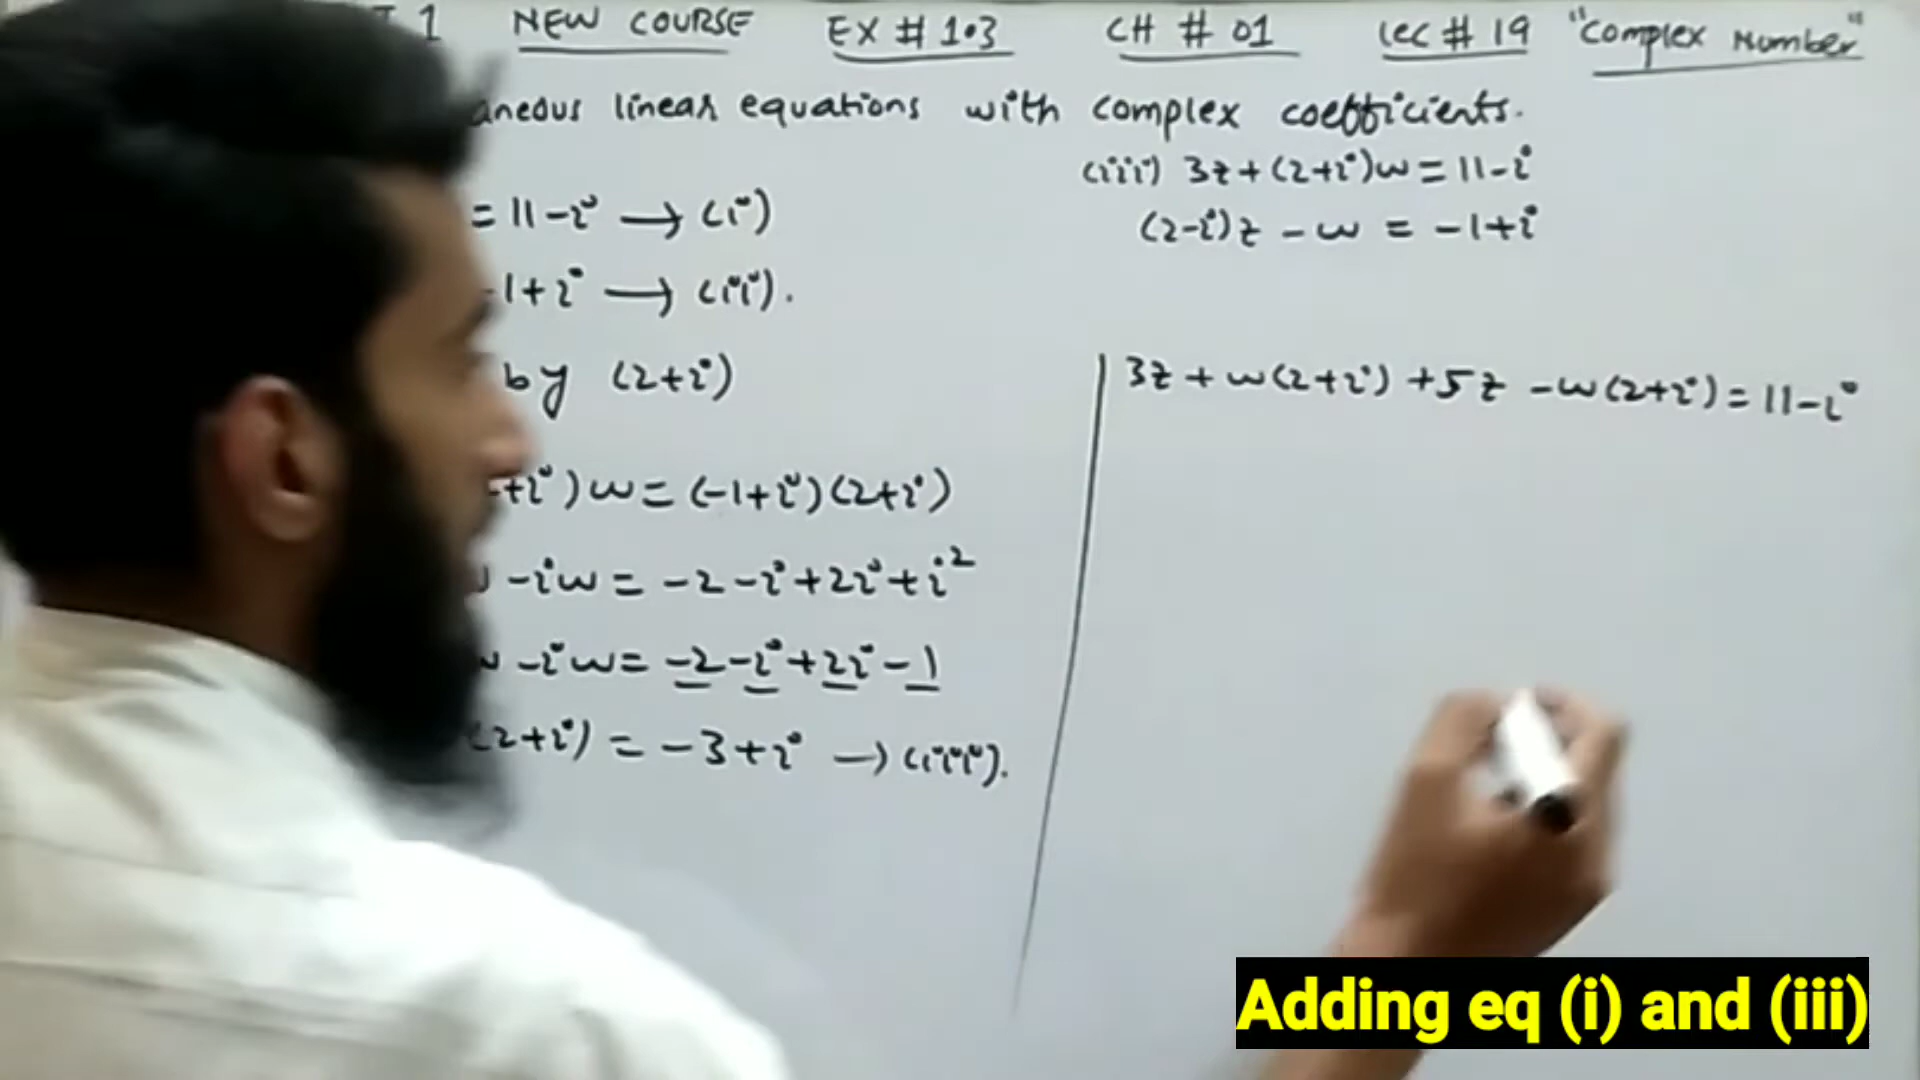 1 NEW COURSE EX # 1.3 CH # 01 Lec # 19 "Complex Number"
aneous linear equations with complex coefficients.
(iii) 3z+(2+i)w=11-i
(2-i)z - w = -1+i
= 11-i → (i)
-1+i → (ii).
by (2+i)
+i)w=(-1+i)(2+i)
-iw = -2-i+2i+i²
-iw= -2-i+2i-1
(2+i) = -3+i → (iii).
3z + w(2+i) +5z -w(2+i) = 11-i
Adding eq (i) and (iii)